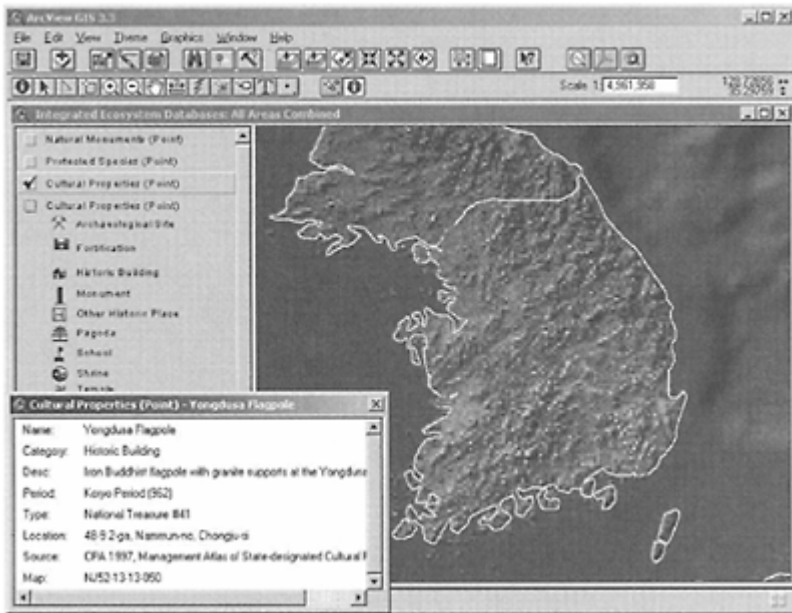 ArcView GIS 3.3
File Edit View Theme Graphics Window Help
Scale 1: 4,961,958
Integrated Ecosystem Databases: All Areas Combined
Natural Monuments (Point)
Protected Species (Point)
Cultural Properties (Point)
Cultural Properties (Point)
Archaeological Site
Fortification
Historic Building
Monument
Other Historic Place
Pagoda
School
Shrine
Temple
Cultural Properties (Point) - Yongdusa Flagpole
Name: Yongdusa Flagpole
Category: Historic Building
Desc: Iron Buddhist flagpole with granite supports at the Yongdusa
Period: Koryo Period (962)
Type: National Treasure #41
Location: 48-9 2-ga, Nammun-no, Chongju-si
Source: CPA 1997, Management Atlas of State-designated Cultural
Map: NJ52-13-13-050